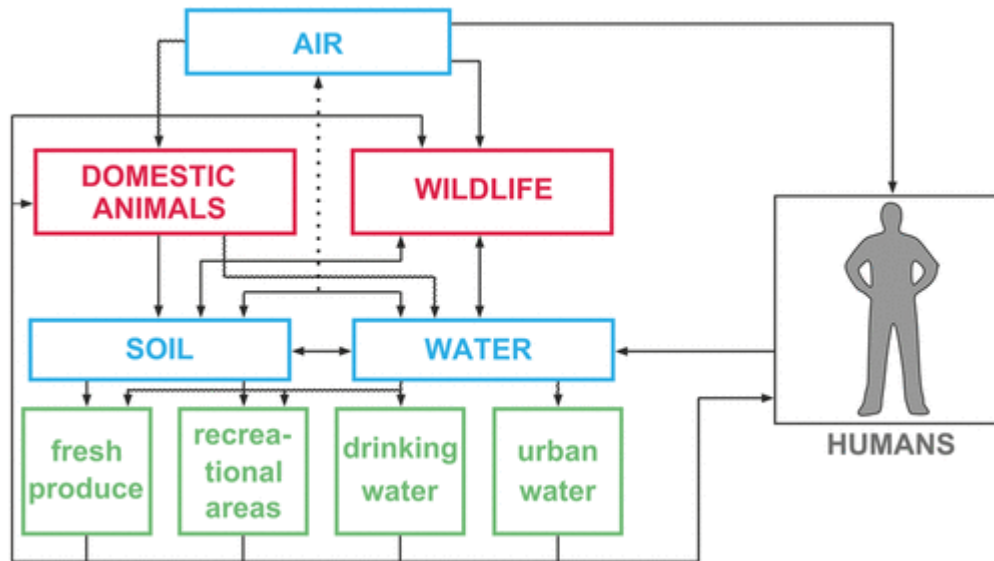 AIR
DOMESTIC
ANIMALS
WILDLIFE
SOIL
WATER
fresh
produce
recrea-
tional
areas
drinking
water
urban
water
HUMANS